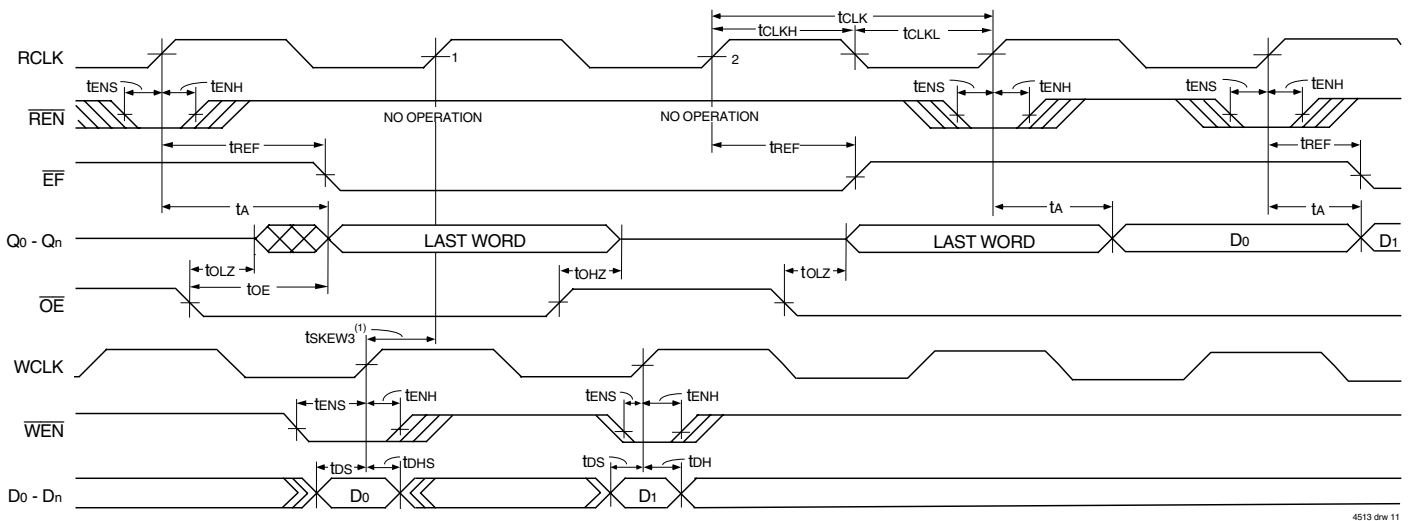 tCLK
tCLKH tCLKL
RCLK 1 2
tENS tENH tENS tENH tENS tENH
REN NO OPERATION NO OPERATION
tREF tREF tREF
EF
tA tA tA
Q0 - Qn LAST WORD LAST WORD D0 D1
tOLZ tOHZ tOLZ
tOE
OE
tSKEW3(1)
WCLK
tENS tENH tENS tENH
WEN
tDS tDHS tDS tDH
D0 - Dn D0 D1
4513 drw 11